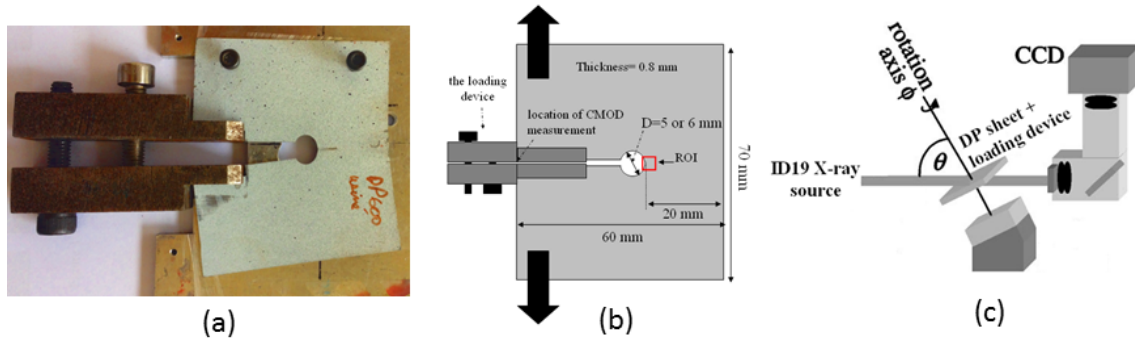 DP600
(a)
Thickness= 0.8 mm
the loading
device
location of CMOD
measurement
D=5 or 6 mm
ROI
70 mm
20 mm
60 mm
(b)
rotation
axis ϕ
CCD
DP sheet +
loading device
θ
ID19 X-ray
source
(c)